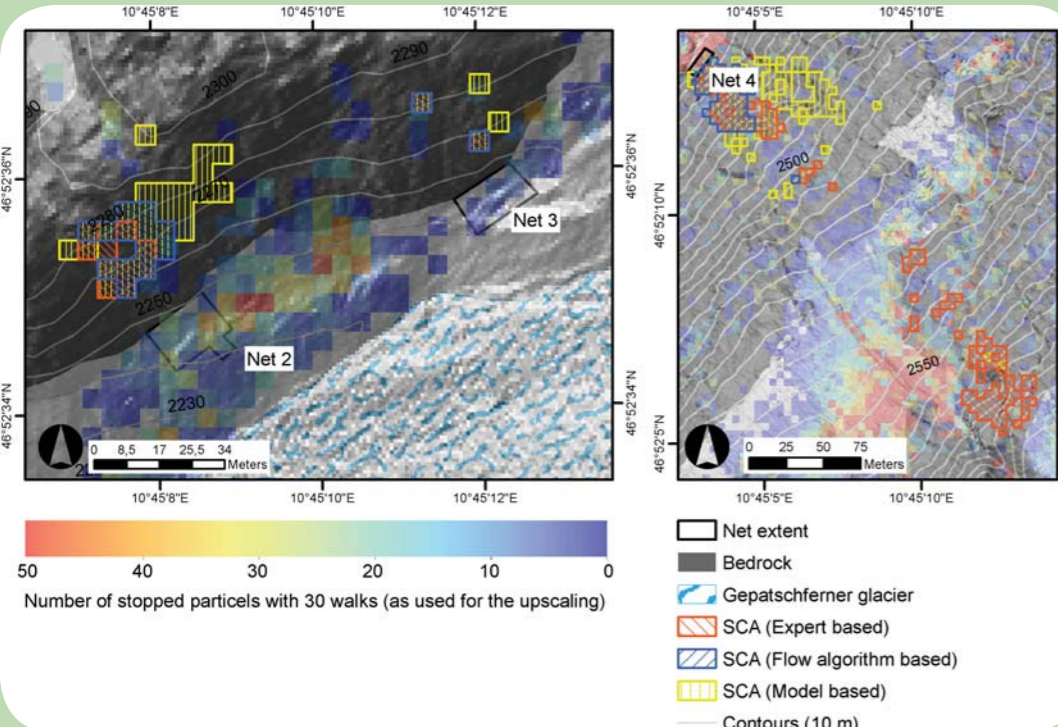 10°45'8"E 10°45'10"E 10°45'12"E 10°45'5"E 10°45'10"E
2290
2300
90
Net 4
46°52'36"N 46°52'36"N
2270
2280
2500
Net 3
46°52'10"N
2250
Net 2
2550
2230
46°52'34"N 46°52'34"N 46°52'5"N
0 8,5 17 25,5 34
Meters
0 25 50 75
Meters
10°45'8"E 10°45'10"E 10°45'12"E 10°45'5"E 10°45'10"E
50 40 30 20 10 0
Number of stopped particels with 30 walks (as used for the upscaling)
Net extent
Bedrock
Gepatschferner glacier
SCA (Expert based)
SCA (Flow algorithm based)
SCA (Model based)
Contours (10 m)